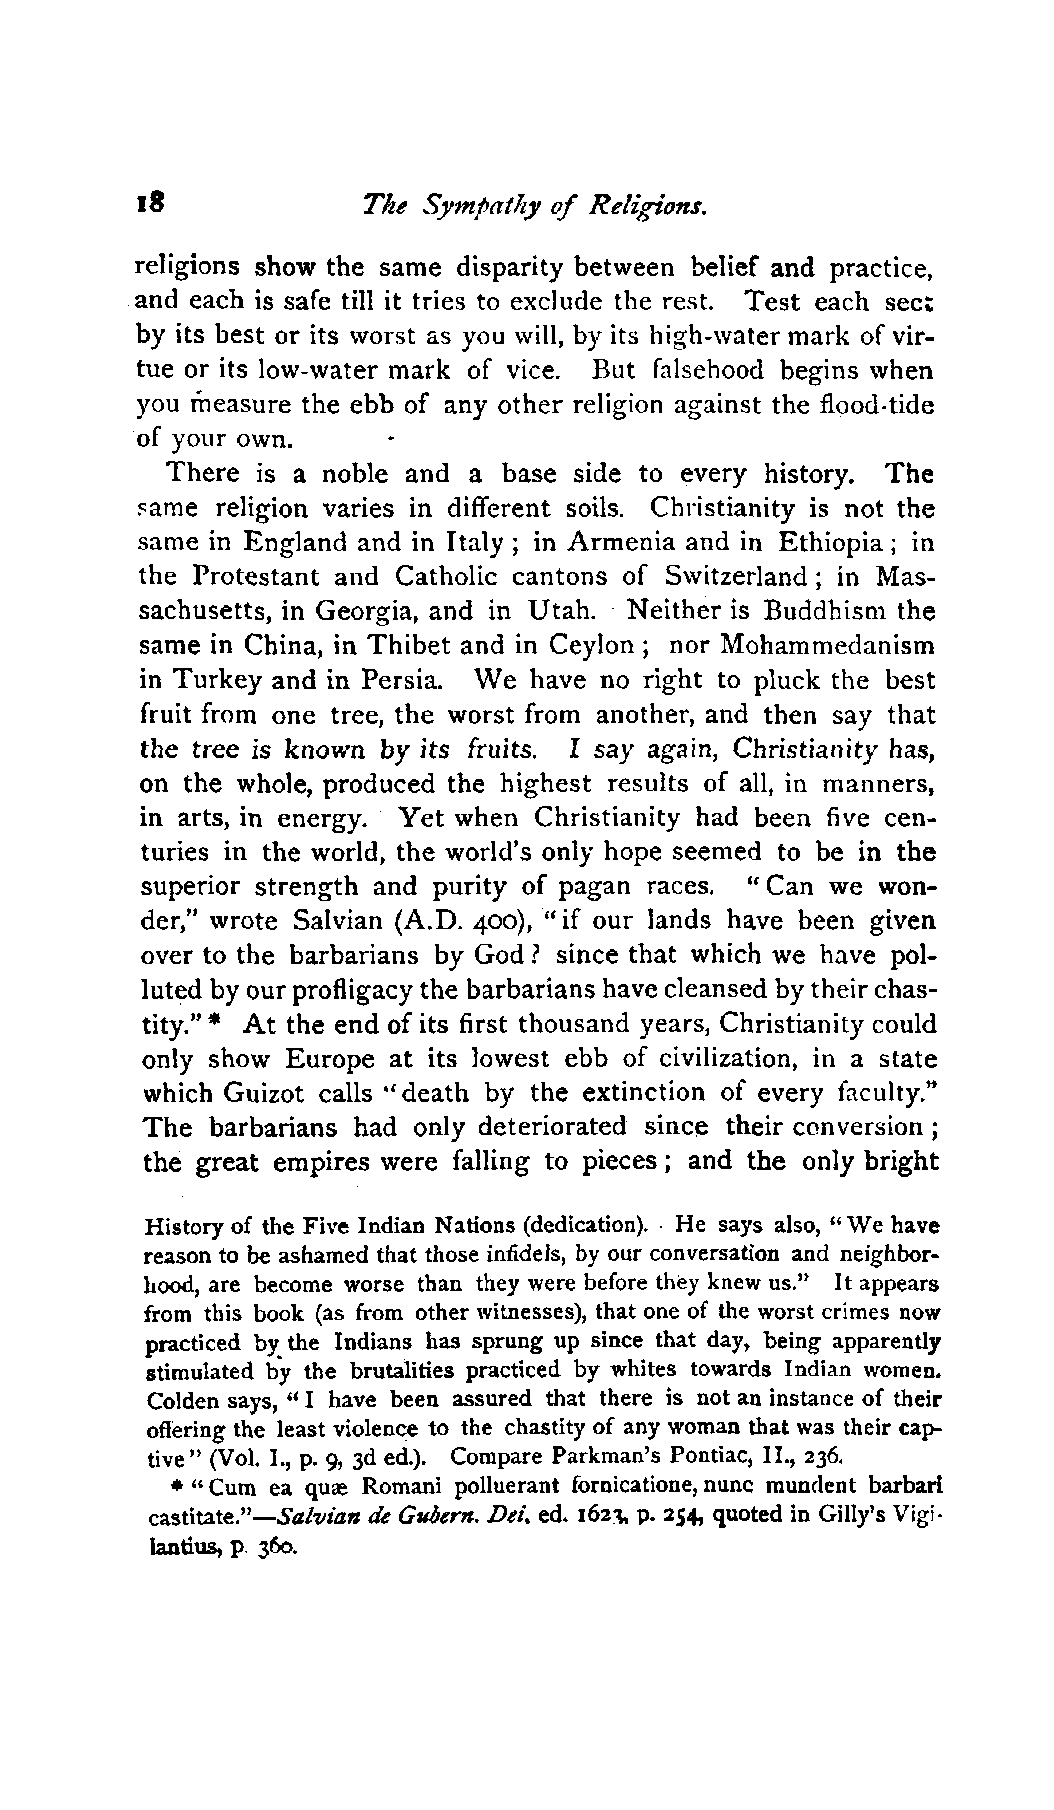 18 The Sympathy of Religions.
religions show the same disparity between belief and practice,
and each is safe till it tries to exclude the rest. Test each sect
by its best or its worst as you will, by its high-water mark of vir-
tue or its low-water mark of vice. But falsehood begins when
you measure the ebb of any other religion against the flood-tide
of your own.
There is a noble and a base side to every history. The
same religion varies in different soils. Christianity is not the
same in England and in Italy ; in Armenia and in Ethiopia ; in
the Protestant and Catholic cantons of Switzerland ; in Mas-
sachusetts, in Georgia, and in Utah. Neither is Buddhism the
same in China, in Thibet and in Ceylon ; nor Mohammedanism
in Turkey and in Persia. We have no right to pluck the best
fruit from one tree, the worst from another, and then say that
the tree is known by its fruits. I say again, Christianity has,
on the whole, produced the highest results of all, in manners,
in arts, in energy. Yet when Christianity had been five cen-
turies in the world, the world's only hope seemed to be in the
superior strength and purity of pagan races. "Can we won-
der," wrote Salvian (A.D. 400), "if our lands have been given
over to the barbarians by God ? since that which we have pol-
luted by our profligacy the barbarians have cleansed by their chas-
tity." * At the end of its first thousand years, Christianity could
only show Europe at its lowest ebb of civilization, in a state
which Guizot calls "death by the extinction of every faculty."
The barbarians had only deteriorated since their conversion ;
the great empires were falling to pieces ; and the only bright
History of the Five Indian Nations (dedication). He says also, "We have
reason to be ashamed that those infidels, by our conversation and neighbor-
hood, are become worse than they were before they knew us." It appears
from this book (as from other witnesses), that one of the worst crimes now
practiced by the Indians has sprung up since that day, being apparently
stimulated by the brutalities practiced by whites towards Indian women.
Colden says, "I have been assured that there is not an instance of their
offering the least violence to the chastity of any woman that was their cap-
tive" (Vol. I., p. 9, 3d ed.). Compare Parkman's Pontiac, II., 236.
* "Cum ea quæ Romani polluerant fornicatione, nunc mundent barbari
castitate."—Salvian de Gubern. Dei. ed. 1623, p. 254, quoted in Gilly's Vigi-
lantius, p. 360.